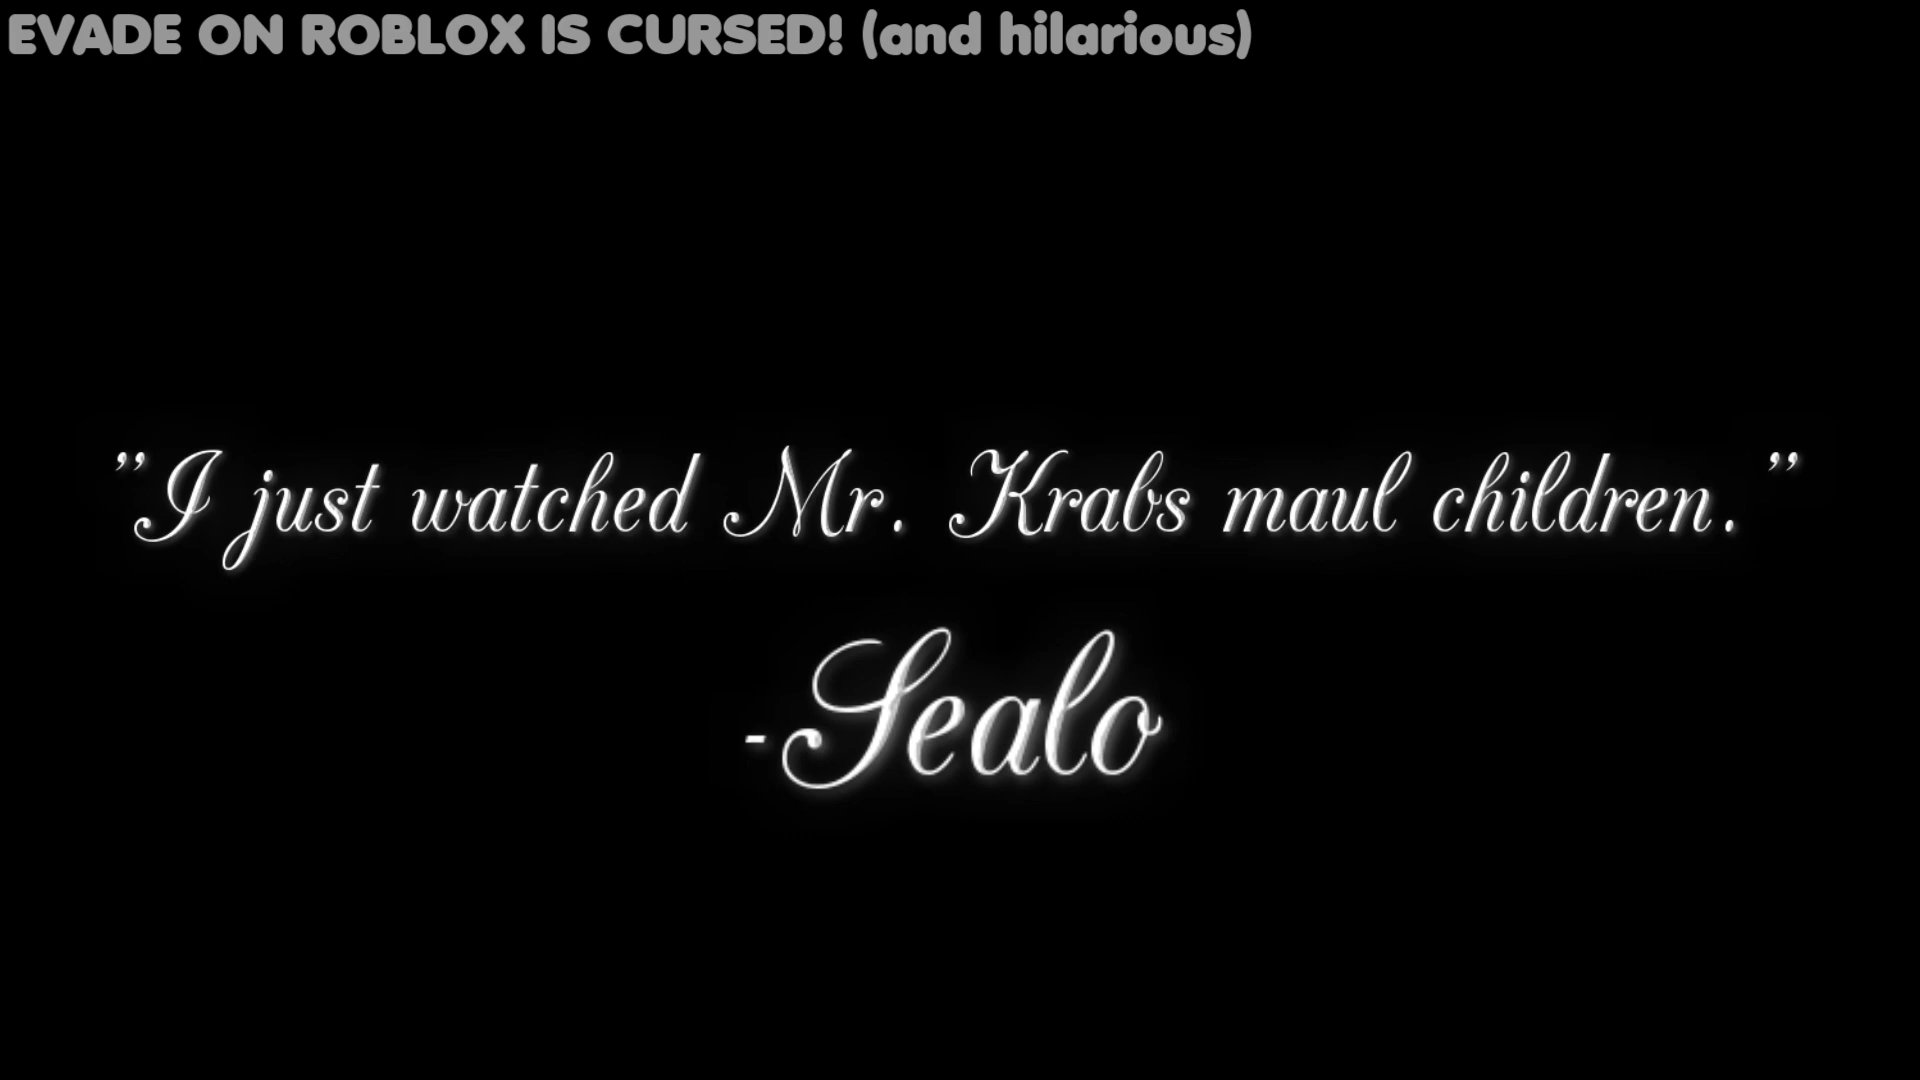 EVADE ON ROBLOX IS CURSED! (and hilarious)
"I just watched Mr. Krabs maul children."
-Sealo